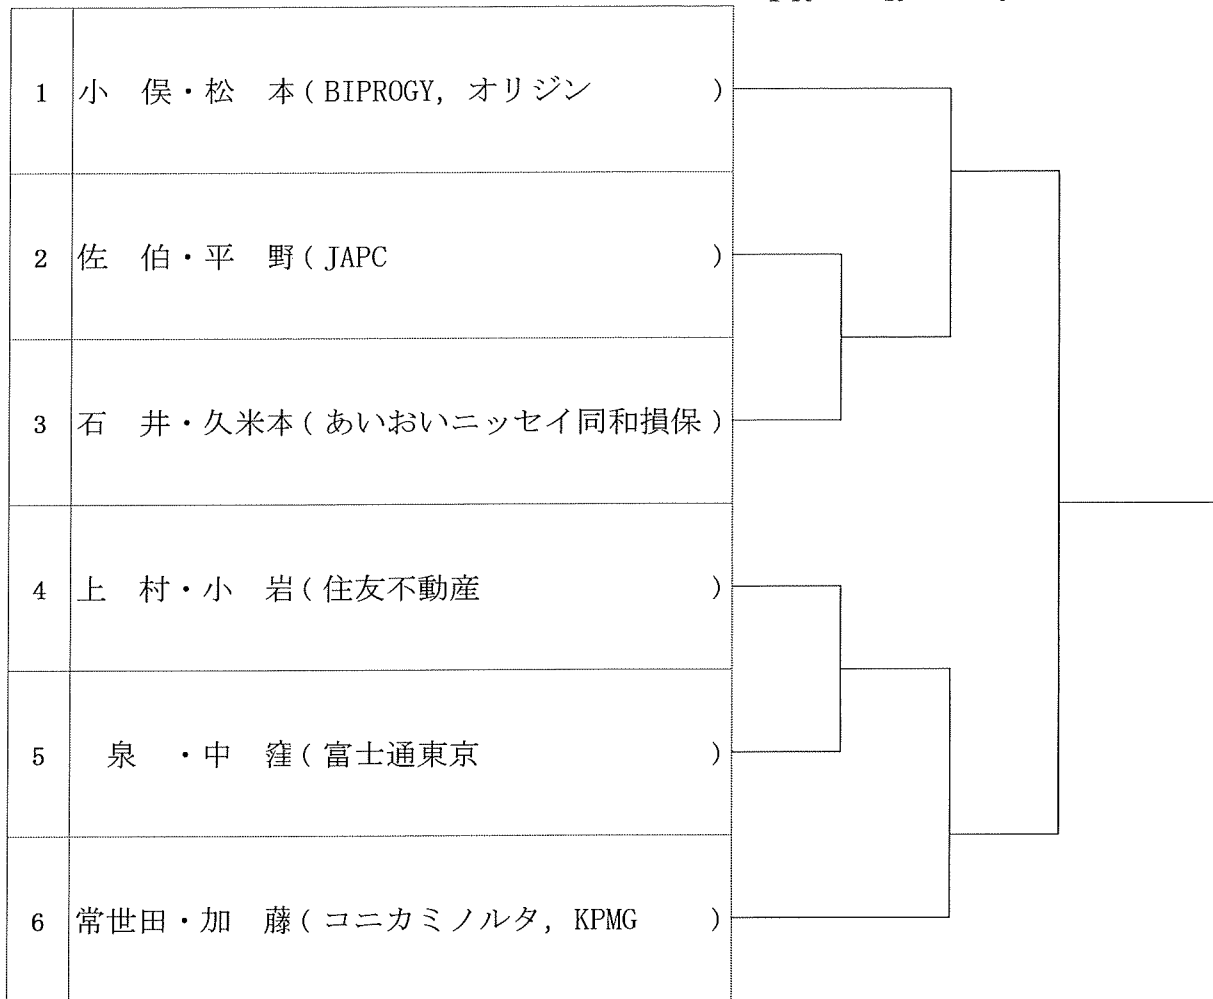 1 小 俣・松 本( BIPROGY, オリジン )
2 佐 伯・平 野( JAPC )
3 石 井・久米本( あいおいニッセイ同和損保 )
4 上 村・小 岩( 住友不動産 )
5 泉 ・中 窪( 富士通東京 )
6 常世田・加 藤( コニカミノルタ, KPMG )